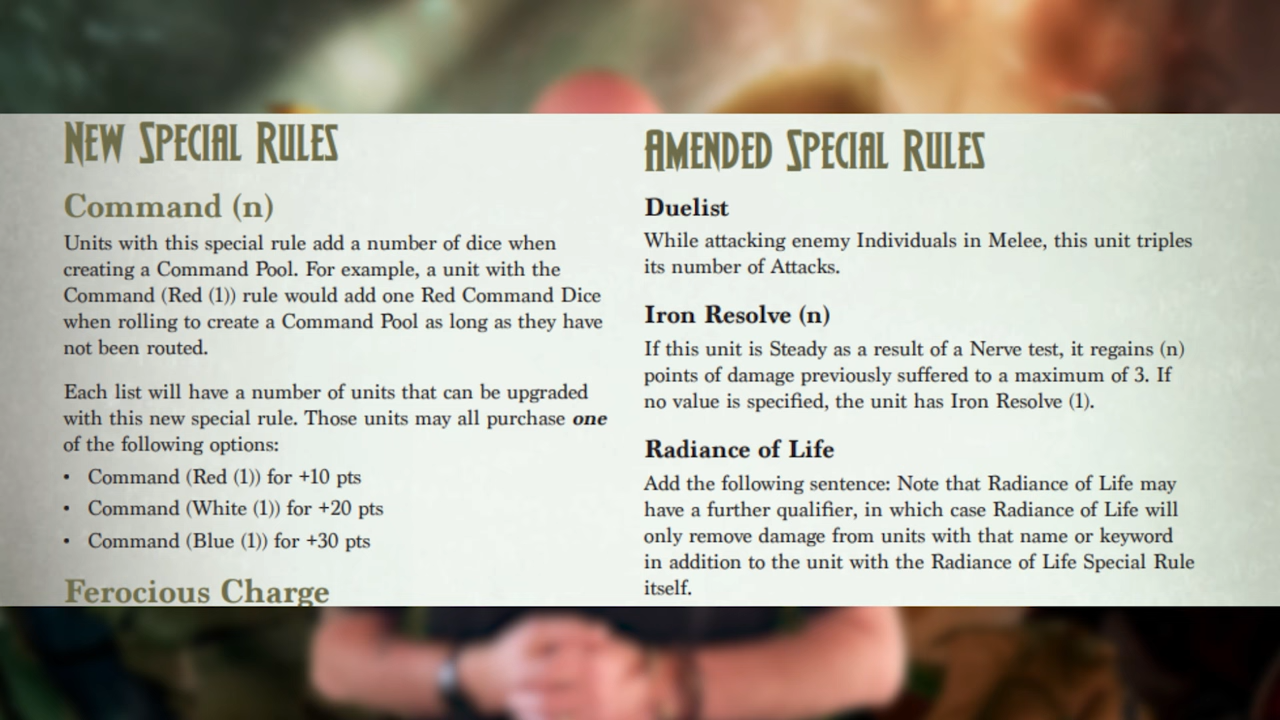 New Special Rules
Command (n)
Units with this special rule add a number of dice when
creating a Command Pool. For example, a unit with the
Command (Red (1)) rule would add one Red Command Dice
when rolling to create a Command Pool as long as they have
not been routed.
Each list will have a number of units that can be upgraded
with this new special rule. Those units may all purchase one
of the following options:
• Command (Red (1)) for +10 pts
• Command (White (1)) for +20 pts
• Command (Blue (1)) for +30 pts
Ferocious Charge
Amended Special Rules
Duelist
While attacking enemy Individuals in Melee, this unit triples
its number of Attacks.
Iron Resolve (n)
If this unit is Steady as a result of a Nerve test, it regains (n)
points of damage previously suffered to a maximum of 3. If
no value is specified, the unit has Iron Resolve (1).
Radiance of Life
Add the following sentence: Note that Radiance of Life may
have a further qualifier, in which case Radiance of Life will
only remove damage from units with that name or keyword
in addition to the unit with the Radiance of Life Special Rule
itself.